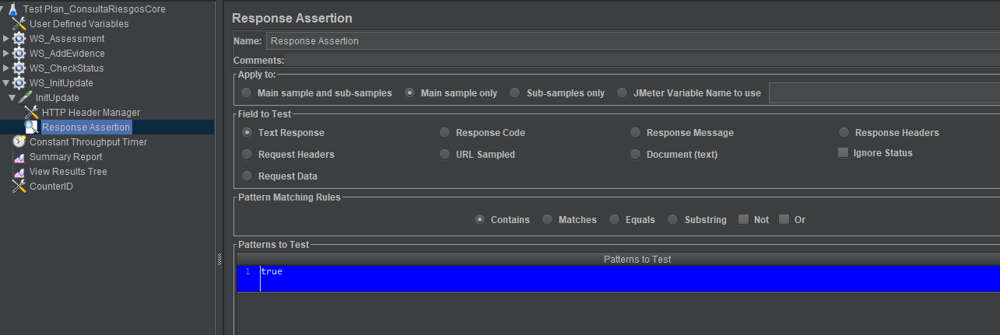 Test Plan_ConsultaRiesgosCore
User Defined Variables
WS_Assessment
WS_AddEvidence
WS_CheckStatus
WS_InitUpdate
InitUpdate
HTTP Header Manager
Response Assertion
Constant Throughput Timer
Summary Report
View Results Tree
CounterID
Response Assertion
Name: Response Assertion
Comments:
Apply to:
Main sample and sub-samples Main sample only Sub-samples only JMeter Variable Name to use
Field to Test
Text Response Response Code Response Message Response Headers
Request Headers URL Sampled Document (text) Ignore Status
Request Data
Pattern Matching Rules
Contains Matches Equals Substring Not Or
Patterns to Test
Patterns to Test
1 true